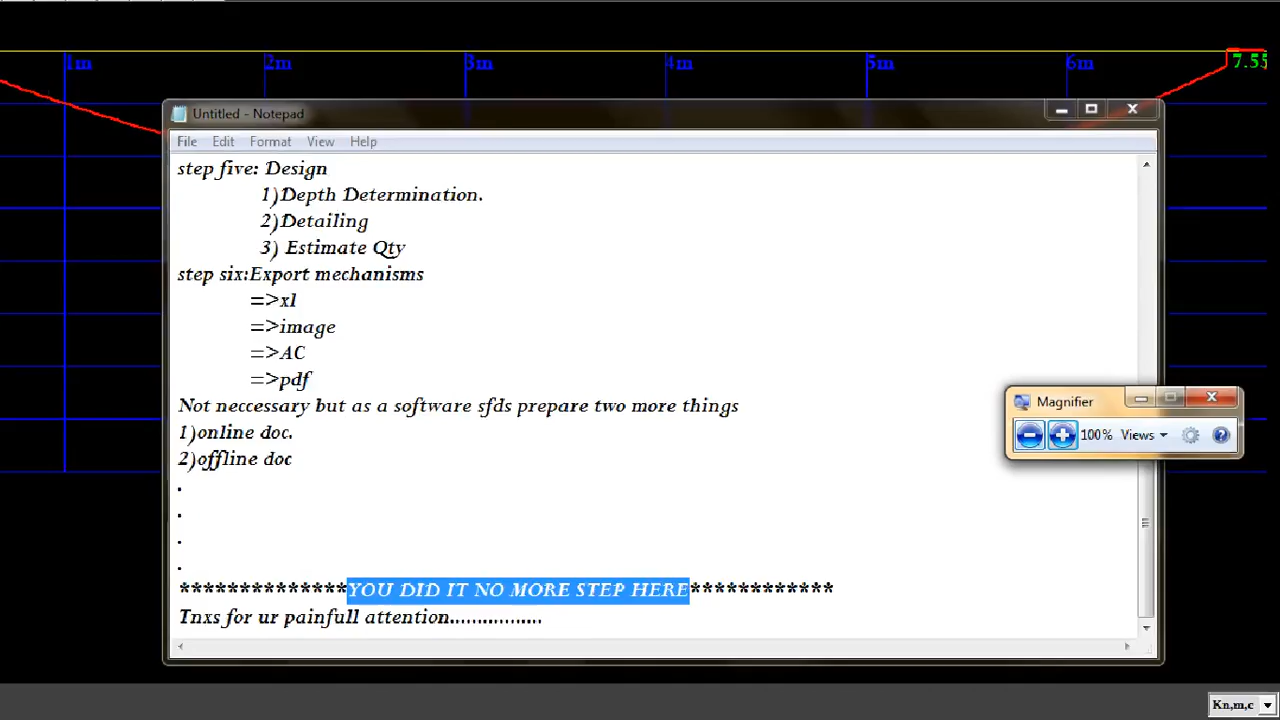 1m 2m 3m 4m 5m 6m 7.55
Untitled - Notepad
File Edit Format View Help
step five: Design
1)Depth Determination.
2)Detailing
3) Estimate Qty
step six:Export mechanisms
=>xl
=>image
=>AC
=>pdf
Not neccessary but as a software sfds prepare two more things
1)online doc.
2)offline doc
.
.
.
.
**************YOU DID IT NO MORE STEP HERE************
Tnxs for ur painfull attention.................
Magnifier
100% Views
Kn,m,c